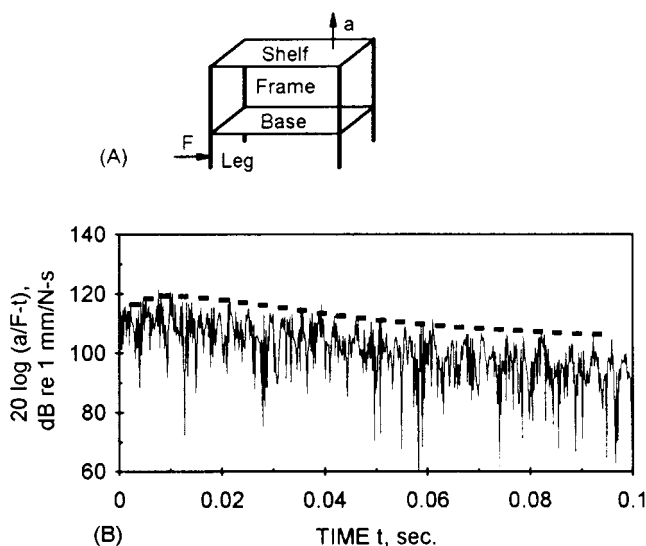 a
Shelf
Frame
Base
F
Leg
(A)
20 log (a/F-t),
dB re 1 mm/N-s
140
120
100
80
60
0
0.02
0.04
0.06
0.08
0.1
(B)
TIME t, sec.